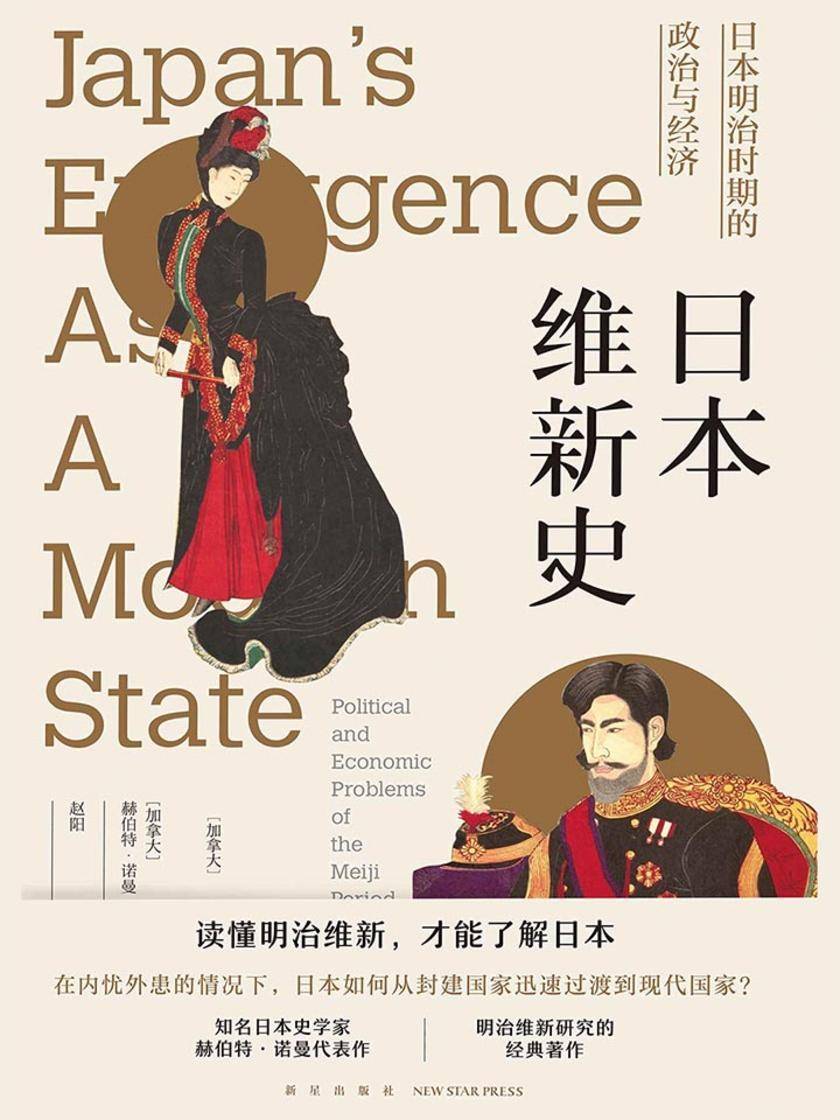 Japan's
E gence
As
A
Mo n
State
日本明治时期的
政治与经济
日本
维新史
Political
and
Economic
Problems
of
the
Meiji
Period
[加拿大]
[加拿大]
赫伯特·诺曼
赵阳
读懂明治维新，才能了解日本
在内忧外患的情况下，日本如何从封建国家迅速过渡到现代国家？
知名日本史学家
赫伯特·诺曼代表作
明治维新研究的
经典著作
新星出版社 NEW STAR PRESS